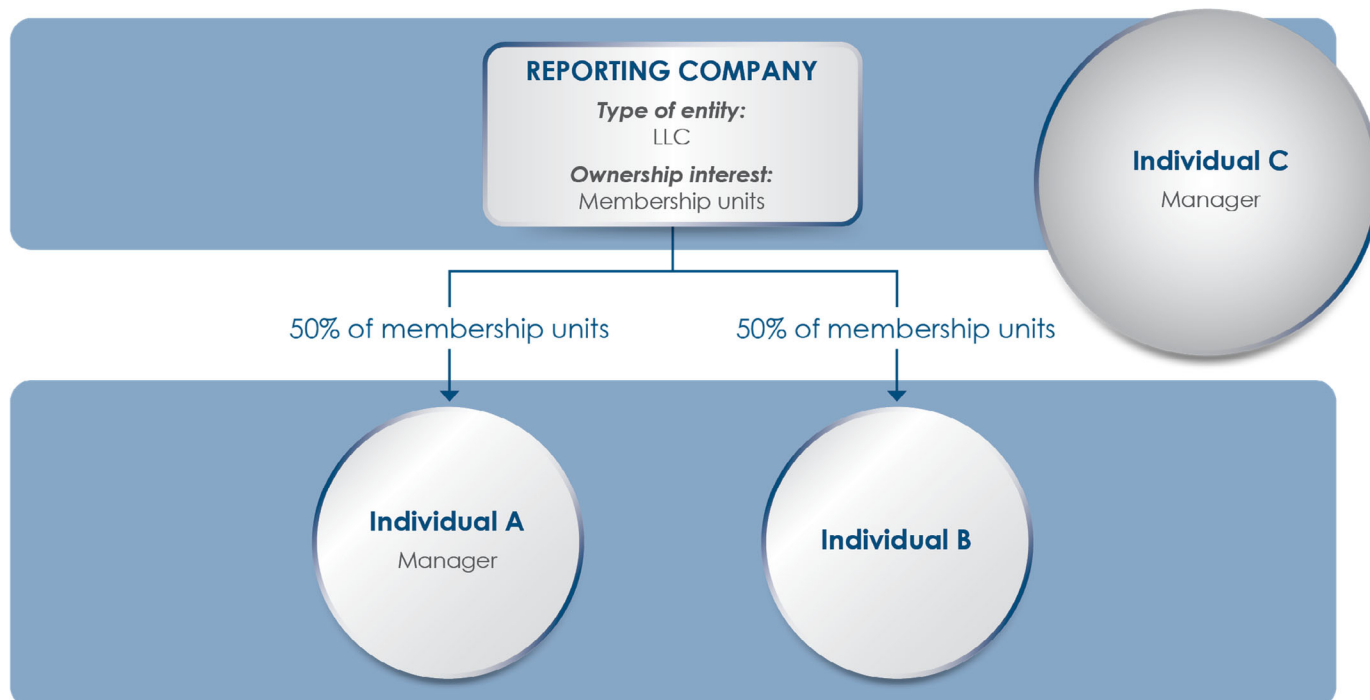 REPORTING COMPANY
Type of entity:
LLC
Ownership interest:
Membership units
Individual C
Manager
50% of membership units
50% of membership units
Individual A
Manager
Individual B